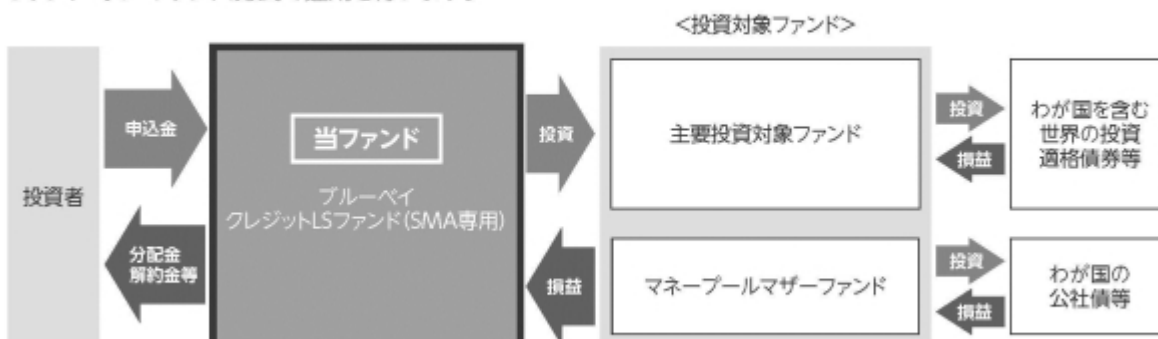 <投資対象ファンド>
投資者
申込金
分配金
解約金等
当ファンド
ブルーベイ
クレジットLSファンド(SMA専用)
投資
損益
主要投資対象ファンド
マネープールマザーファンド
投資
損益
わが国を含む
世界の投資
適格債券等
投資
損益
わが国の
公社債等